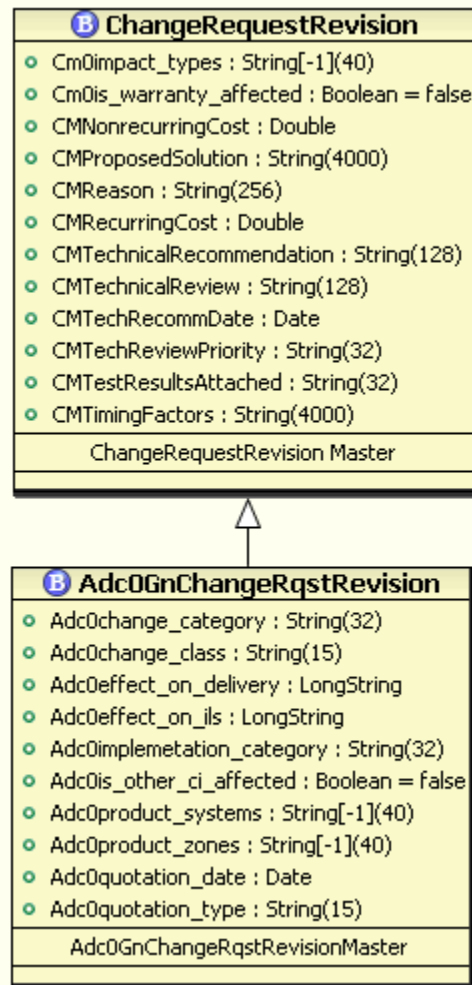 B ChangeRequestRevision
Cm0impact_types : String[-1](40)
Cm0is_warranty_affected : Boolean = false
CMNonrecurringCost : Double
CMProposedSolution : String(4000)
CMReason : String(256)
CMRecurringCost : Double
CMTechnicalRecommendation : String(128)
CMTechnicalReview : String(128)
CMTechRecommDate : Date
CMTechReviewPriority : String(32)
CMTestResultsAttached : String(32)
CMTimingFactors : String(4000)
ChangeRequestRevision Master
B Adc0GnChangeRqstRevision
Adc0change_category : String(32)
Adc0change_class : String(15)
Adc0effect_on_delivery : LongString
Adc0effect_on_ils : LongString
Adc0implemetation_category : String(32)
Adc0is_other_ci_affected : Boolean = false
Adc0product_systems : String[-1](40)
Adc0product_zones : String[-1](40)
Adc0quotation_date : Date
Adc0quotation_type : String(15)
Adc0GnChangeRqstRevisionMaster